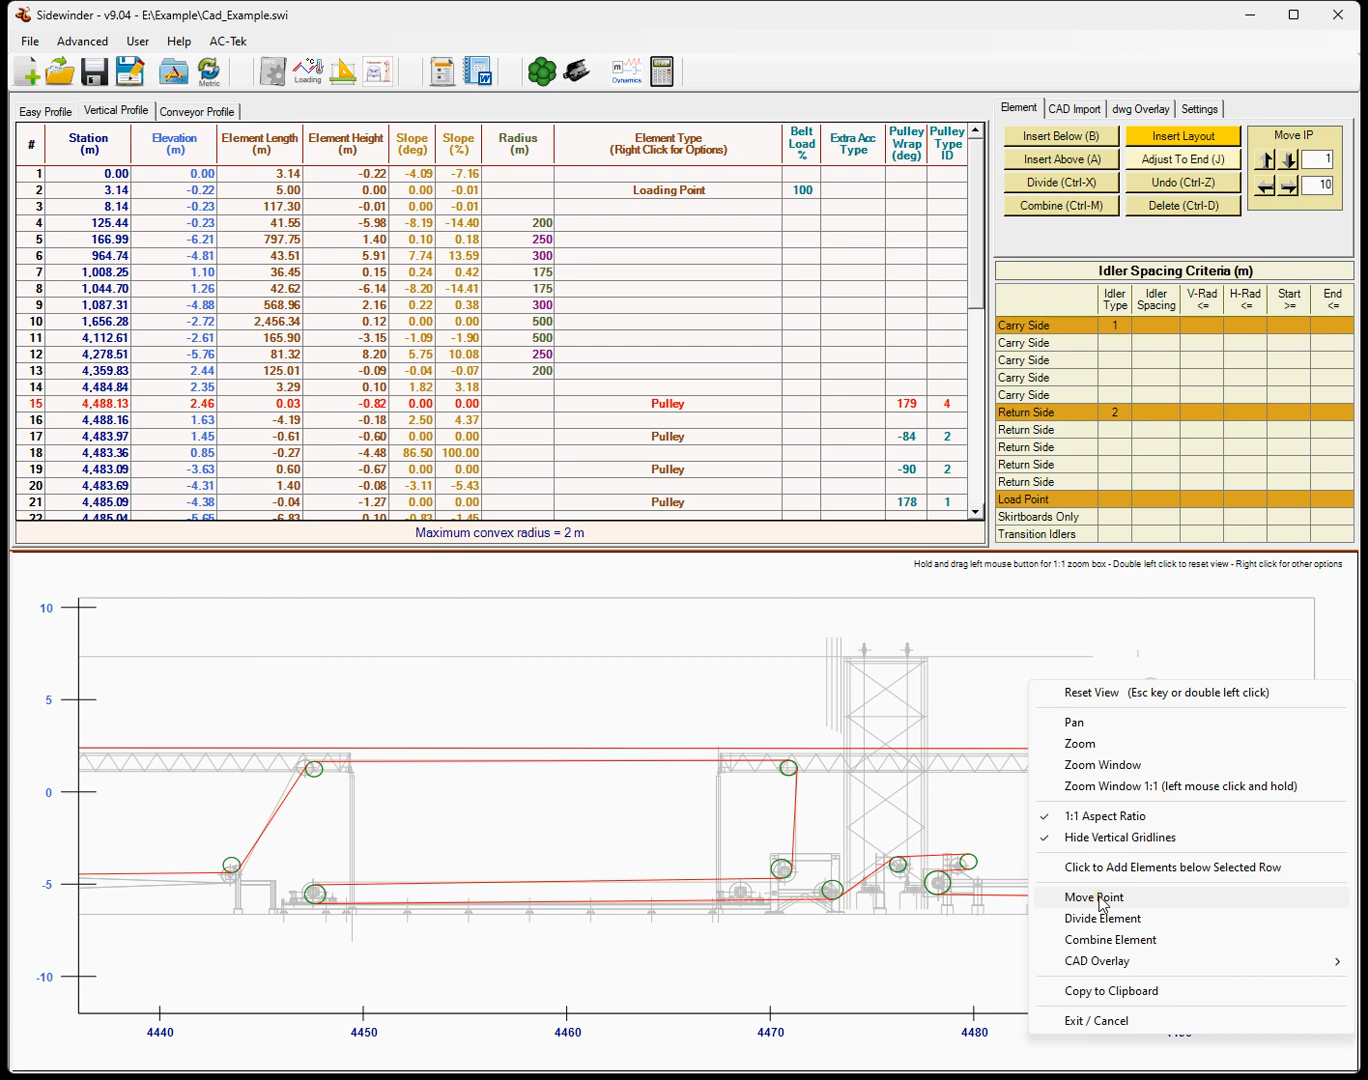 Sidewinder - v9.04 - E:\Example\Cad_Example.swi
File Advanced User Help AC-Tek
Metric Loading Dynamics
Easy Profile Vertical Profile Conveyor Profile
# Station (m) Elevation (m) Element Length (m) Element Height (m) Slope (deg) Slope (%) Radius (m) Element Type (Right Click for Options) Belt Load % Extra Acc Type Pulley Wrap (deg) Pulley Type ID
1 0.00 0.00 3.14 -0.22 -4.09 -7.16
2 3.14 -0.22 5.00 0.00 0.00 -0.01 Loading Point 100
3 8.14 -0.23 117.30 -0.01 0.00 -0.01
4 125.44 -0.23 41.55 -5.98 -8.19 -14.40 200
5 166.99 -6.21 797.75 1.40 0.10 0.18 250
6 964.74 -4.81 43.51 5.91 7.74 13.59 300
7 1,008.25 1.10 36.45 0.15 0.24 0.42 175
8 1,044.70 1.26 42.62 -6.14 -8.20 -14.41 175
9 1,087.31 -4.88 568.96 2.16 0.22 0.38 300
10 1,656.28 -2.72 2,456.34 0.12 0.00 0.00 500
11 4,112.61 -2.61 165.90 -3.15 -1.09 -1.90 500
12 4,278.51 -5.76 81.32 8.20 5.75 10.08 250
13 4,359.83 2.44 125.01 -0.09 -0.04 -0.07 200
14 4,484.84 2.35 3.29 0.10 1.82 3.18
15 4,488.13 2.46 0.03 -0.82 0.00 0.00 Pulley 179 4
16 4,488.16 1.63 -4.19 -0.18 2.50 4.37
17 4,483.97 1.45 -0.61 -0.60 0.00 0.00 Pulley -84 2
18 4,483.36 0.85 -0.27 -4.48 86.50 100.00
19 4,483.09 -3.63 0.60 -0.67 0.00 0.00 Pulley -90 2
20 4,483.69 -4.31 1.40 -0.08 -3.11 -5.43
21 4,485.09 -4.38 -0.04 -1.27 0.00 0.00 Pulley 178 1
22 4,485.04 -5.65 -6.83 0.10 -0.83 -1.45
Maximum convex radius = 2 m
Element CAD Import dwg Overlay Settings
Insert Below (B) Insert Layout Move IP
Insert Above (A) Adjust To End (J) 1
Divide (Ctrl-X) Undo (Ctrl-Z) 10
Combine (Ctrl-M) Delete (Ctrl-D)
Idler Spacing Criteria (m)
Idler Type Idler Spacing V-Rad <= H-Rad <= Start >= End <=
Carry Side 1
Carry Side
Carry Side
Carry Side
Carry Side
Return Side 2
Return Side
Return Side
Return Side
Return Side
Load Point
Skirtboards Only
Transition Idlers
Hold and drag left mouse button for 1:1 zoom box - Double left click to reset view - Right click for other options
10
5
0
-5
-10
4440 4450 4460 4470 4480
Reset View (Esc key or double left click)
Pan
Zoom
Zoom Window
Zoom Window 1:1 (left mouse click and hold)
1:1 Aspect Ratio
Hide Vertical Gridlines
Click to Add Elements below Selected Row
Move Point
Divide Element
Combine Element
CAD Overlay
Copy to Clipboard
Exit / Cancel